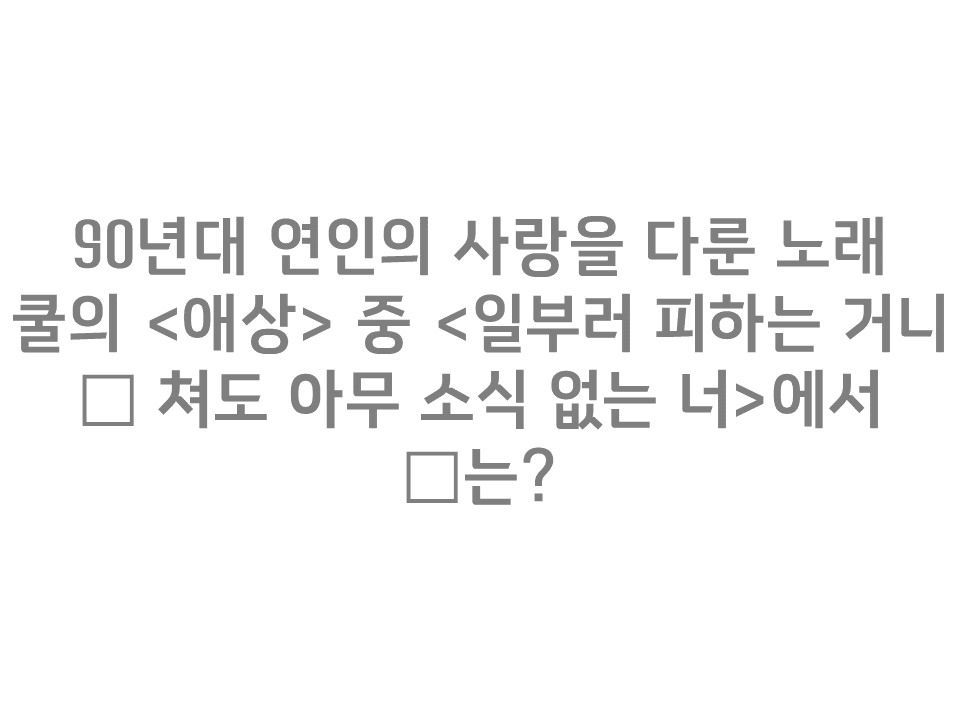 90년대 연인의 사랑을 다룬 노래
쿨의 <애상> 중 <일부러 피하는 거니
□ 쳐도 아무 소식 없는 너>에서
□는?